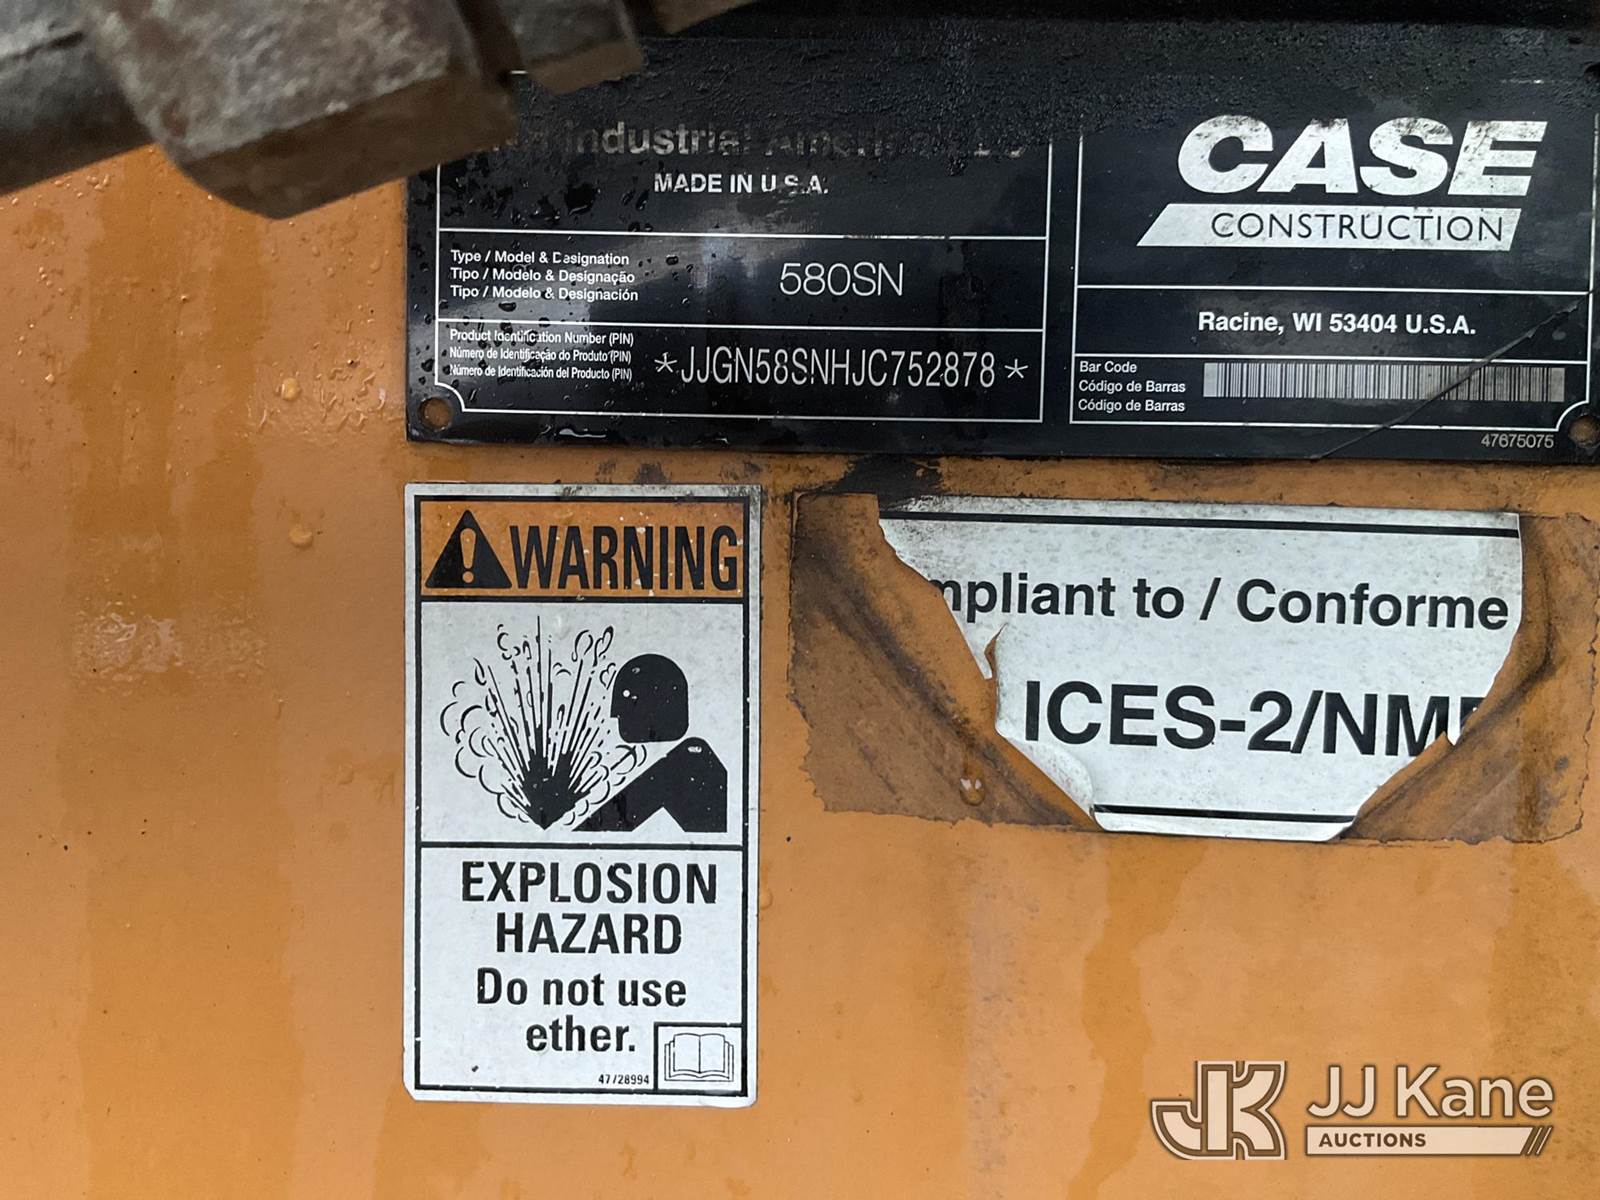 Industrial America LLC
MADE IN U.S.A.
Type / Model & Designation
Tipo / Modelo & Designação
Tipo / Modelo & Designación
580SN
Product Identification Number (PIN)
Número de Identificação do Produto (PIN)
Número de Identificación del Producto (PIN)
*JJGN58SNHJC752878*
CASE
CONSTRUCTION
Racine, WI 53404 U.S.A.
Bar Code
Código de Barras
Código de Barras
47675075
WARNING
EXPLOSION
HAZARD
Do not use
ether.
47728994
mpliant to / Conforme
ICES-2/NM
JK JJ Kane
AUCTIONS